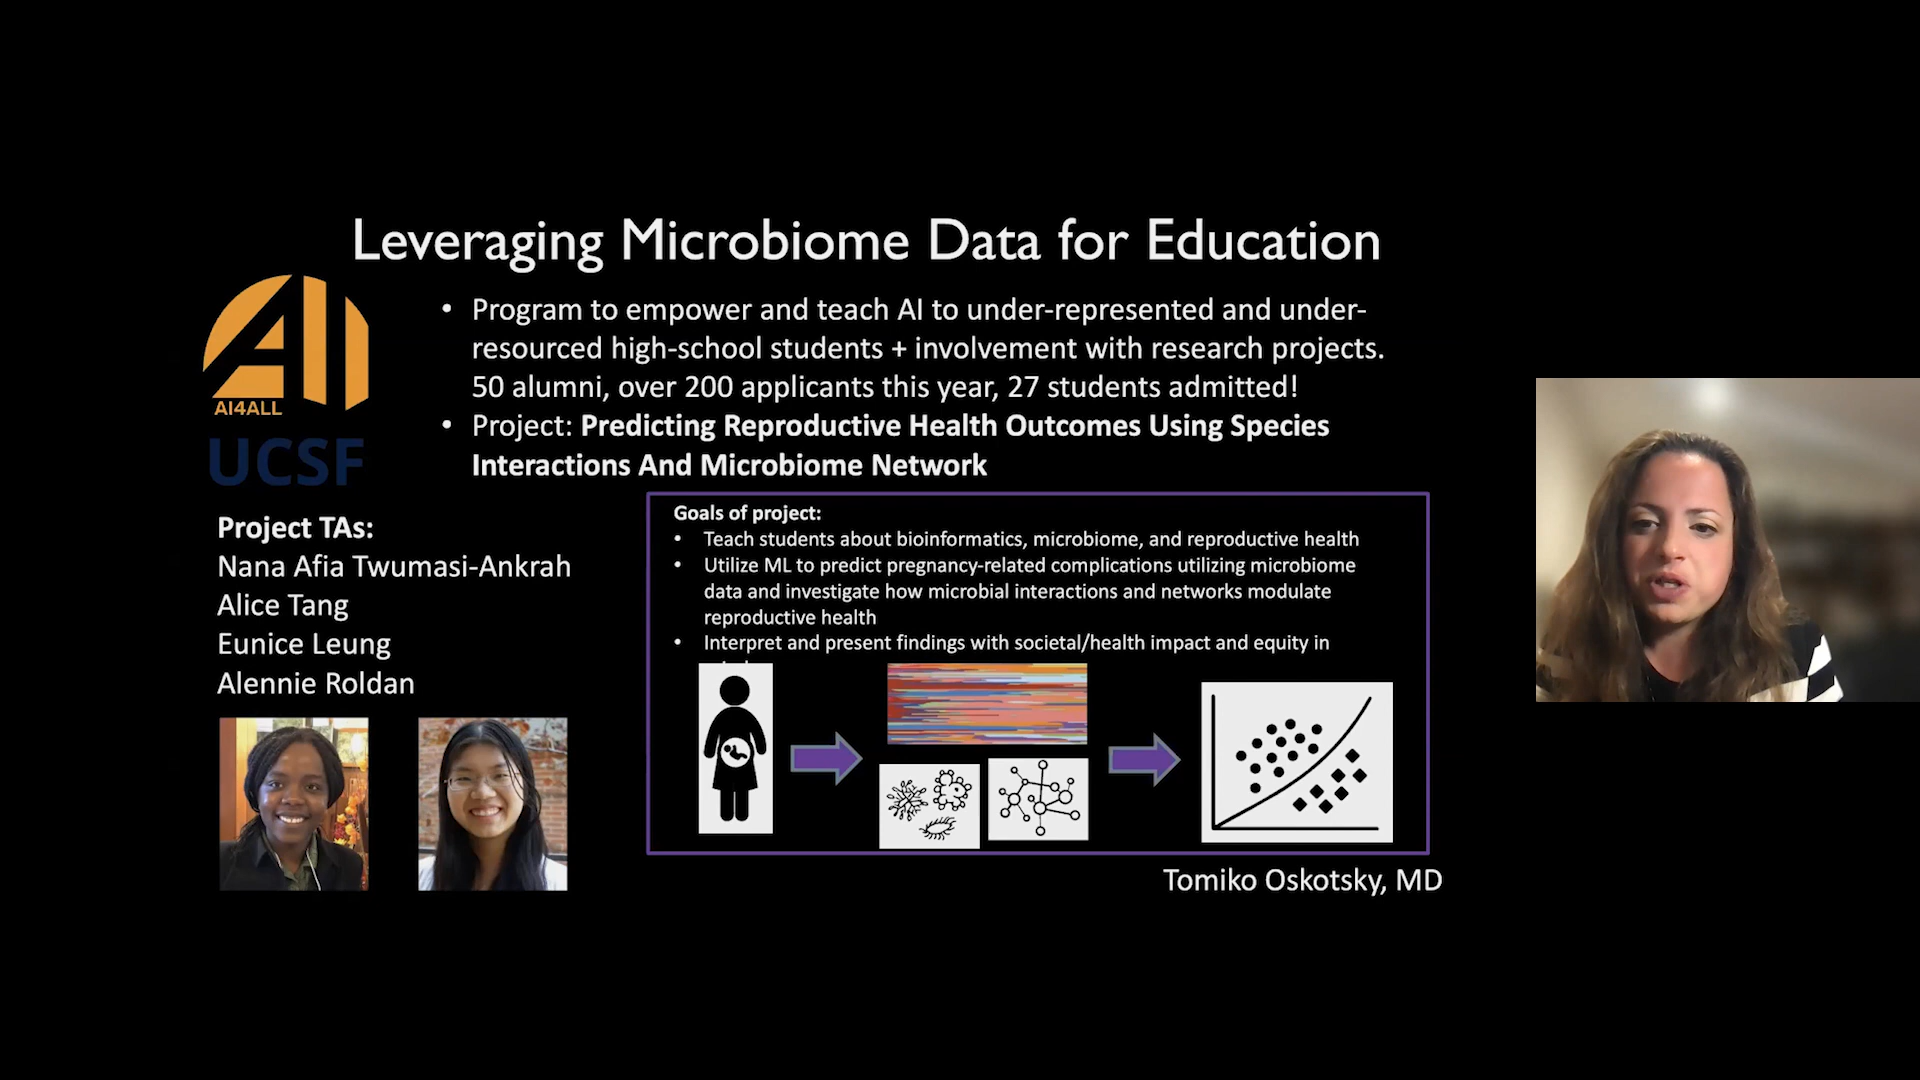 Leveraging Microbiome Data for Education
AI4ALL
UCSF
• Program to empower and teach AI to under-represented and under-
resourced high-school students + involvement with research projects.
50 alumni, over 200 applicants this year, 27 students admitted!
• Project: Predicting Reproductive Health Outcomes Using Species
Interactions And Microbiome Network
Project TAs:
Nana Afia Twumasi-Ankrah
Alice Tang
Eunice Leung
Alennie Roldan
Goals of project:
• Teach students about bioinformatics, microbiome, and reproductive health
• Utilize ML to predict pregnancy-related complications utilizing microbiome
data and investigate how microbial interactions and networks modulate
reproductive health
• Interpret and present findings with societal/health impact and equity in
Tomiko Oskotsky, MD